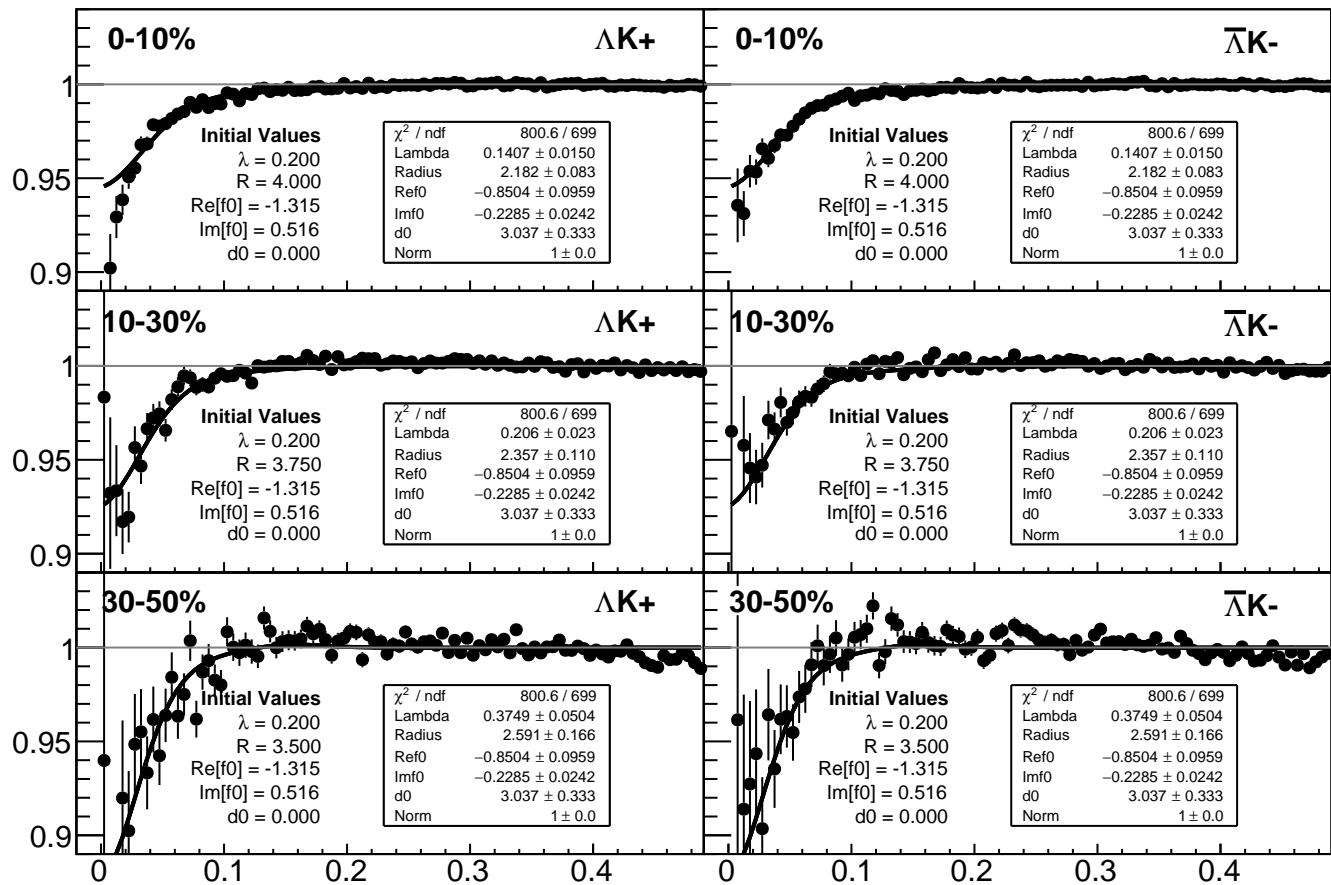 0-10%
ΛK+
1
0.95
0.9
Initial Values
λ = 0.200
R = 4.000
Re[f0] = -1.315
Im[f0] = 0.516
d0 = 0.000
χ² / ndf 800.6 / 699
Lambda 0.1407 ± 0.0150
Radius 2.182 ± 0.083
Ref0 −0.8504 ± 0.0959
Imf0 −0.2285 ± 0.0242
d0 3.037 ± 0.333
Norm 1 ± 0.0
0-10%
Λ̅K-
Initial Values
λ = 0.200
R = 4.000
Re[f0] = -1.315
Im[f0] = 0.516
d0 = 0.000
χ² / ndf 800.6 / 699
Lambda 0.1407 ± 0.0150
Radius 2.182 ± 0.083
Ref0 −0.8504 ± 0.0959
Imf0 −0.2285 ± 0.0242
d0 3.037 ± 0.333
Norm 1 ± 0.0
10-30%
ΛK+
1
0.95
0.9
Initial Values
λ = 0.200
R = 3.750
Re[f0] = -1.315
Im[f0] = 0.516
d0 = 0.000
χ² / ndf 800.6 / 699
Lambda 0.206 ± 0.023
Radius 2.357 ± 0.110
Ref0 −0.8504 ± 0.0959
Imf0 −0.2285 ± 0.0242
d0 3.037 ± 0.333
Norm 1 ± 0.0
10-30%
Λ̅K-
Initial Values
λ = 0.200
R = 3.750
Re[f0] = -1.315
Im[f0] = 0.516
d0 = 0.000
χ² / ndf 800.6 / 699
Lambda 0.206 ± 0.023
Radius 2.357 ± 0.110
Ref0 −0.8504 ± 0.0959
Imf0 −0.2285 ± 0.0242
d0 3.037 ± 0.333
Norm 1 ± 0.0
30-50%
ΛK+
1
0.95
0.9
Initial Values
λ = 0.200
R = 3.500
Re[f0] = -1.315
Im[f0] = 0.516
d0 = 0.000
χ² / ndf 800.6 / 699
Lambda 0.3749 ± 0.0504
Radius 2.591 ± 0.166
Ref0 −0.8504 ± 0.0959
Imf0 −0.2285 ± 0.0242
d0 3.037 ± 0.333
Norm 1 ± 0.0
30-50%
Λ̅K-
Initial Values
λ = 0.200
R = 3.500
Re[f0] = -1.315
Im[f0] = 0.516
d0 = 0.000
χ² / ndf 800.6 / 699
Lambda 0.3749 ± 0.0504
Radius 2.591 ± 0.166
Ref0 −0.8504 ± 0.0959
Imf0 −0.2285 ± 0.0242
d0 3.037 ± 0.333
Norm 1 ± 0.0
0 0.1 0.2 0.3 0.4
0 0.1 0.2 0.3 0.4